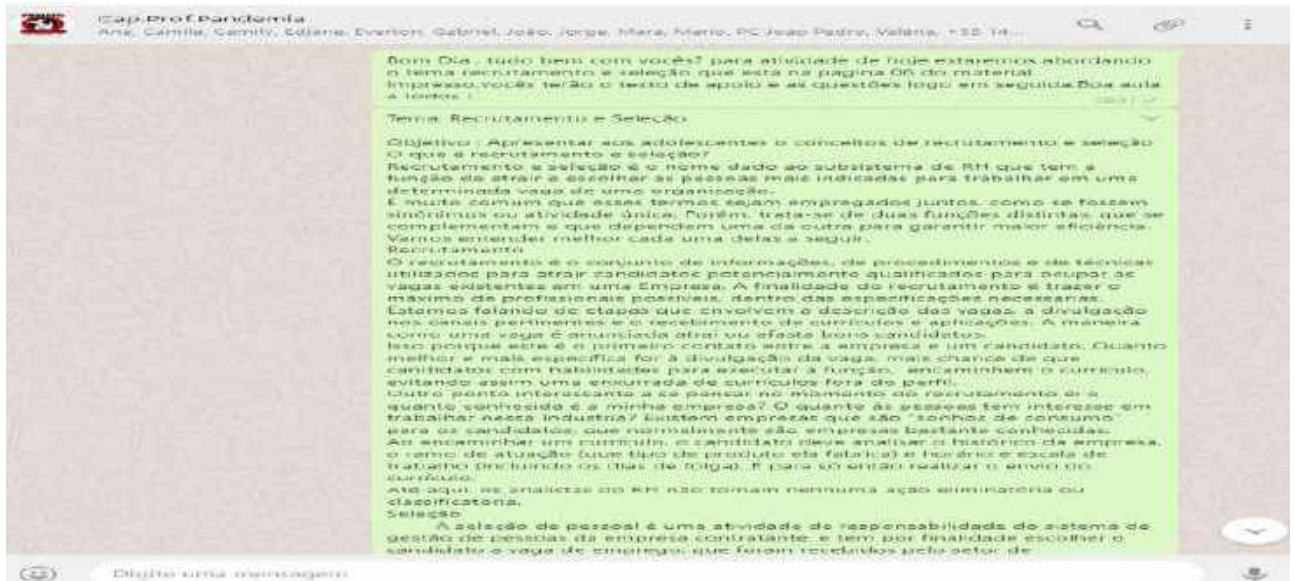 Cap.Prof.Pandemia
Ana, Camila, Camily, Ediane, Everton, Gabriel, João, Jorge, Mara, Mario, PC Joao Pedro, Valéria, +55 14...
Bom Dia , tudo bem com vocês? para atividade de hoje estaremos abordando
o tema recrutamento e seleção que esta na pagina 06 do material
impresso,vocês terão o texto de apoio e as questões logo em seguida.Boa aula
a todos !
Tema: Recrutamento e Seleção
Objetivo : Apresentar aos adolescentes o conceitos de recrutamento e seleção
O que é recrutamento e seleção?
Recrutamento e seleção é o nome dado ao subsistema de RH que tem a
função de atrair e escolher as pessoas mais indicadas para trabalhar em uma
determinada vaga de uma organização.
É muito comum que esses termos sejam empregados juntos, como se fossem
sinônimos ou atividade única. Porém, trata-se de duas funções distintas, que se
complementam e que dependem uma da outra para garantir maior eficiência.
Vamos entender melhor cada uma delas a seguir.
Recrutamento
O recrutamento é o conjunto de informações, de procedimentos e de técnicas
utilizados para atrair candidatos potencialmente qualificados para ocupar as
vagas existentes em uma Empresa. A finalidade do recrutamento é trazer o
máximo de profissionais possíveis, dentro das especificações necessárias.
Estamos falando de etapas que envolvem a descrição das vagas, a divulgação
nos canais pertinentes e o recebimento de currículos e aplicações. A maneira
como uma vaga é anunciada atrai ou afasta bons candidatos.
Isso porque este é o primeiro contato entre a empresa e um candidato. Quanto
melhor e mais específica for à divulgação da vaga, mais chance de que
candidatos com habilidades para executar à função, encaminhem o currículo,
evitando assim uma enxurrada de currículos fora do perfil.
Outro ponto interessante a se pensar no momento do recrutamento é: o
quanto conhecida é a minha empresa? O quanto as pessoas tem interesse em
trabalhar nessa industria? Existem empresas que são "sonhos de consumo"
para os candidatos, que normalmente são empresas bastante conhecidas.
Ao encaminhar um currículo, o candidato deve analisar o histórico da empresa,
o ramo de atuação (que tipo de produto ela fabrica) e horário e escala de
trabalho (incluindo os dias de folga). E para só então realizar o envio do
currículo.
Até aqui, os analistas do RH não tomam nenhuma ação eliminatória ou
classificatória.
Seleção
A seleção de pessoal é uma atividade de responsabilidade do sistema de
gestão de pessoas da empresa contratante, e tem por finalidade escolher o
candidato a vaga de emprego, que foram recebidos pelo setor de
Digite uma mensagem